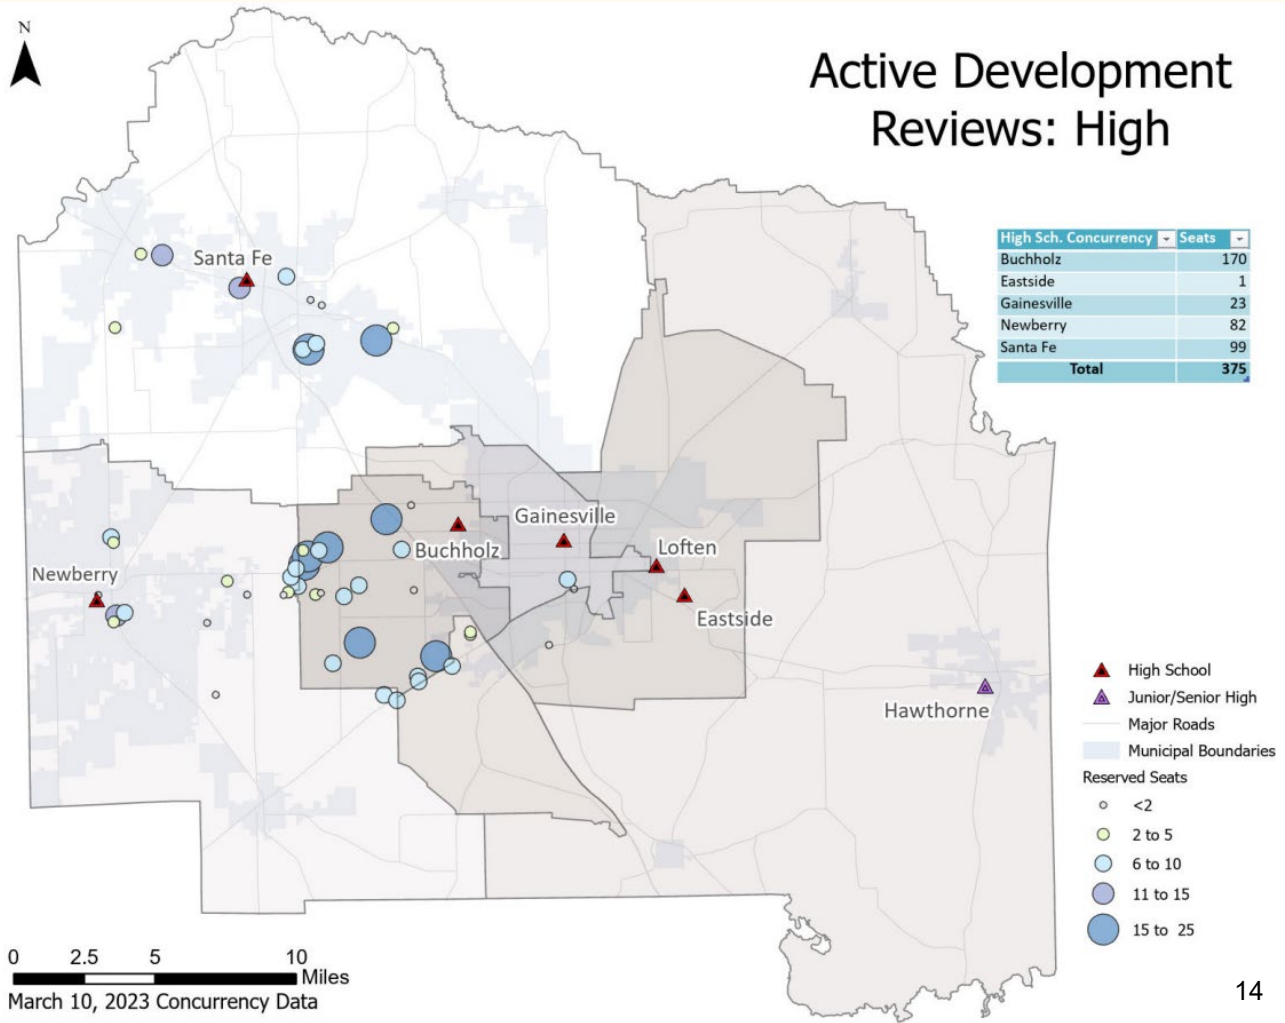 N
Active Development
Reviews: High
High Sch. Concurrency Seats
Buchholz 170
Eastside 1
Gainesville 23
Newberry 82
Santa Fe 99
Total 375
Santa Fe
Gainesville
Buchholz
Loften
Newberry
Eastside
Hawthorne
High School
Junior/Senior High
Major Roads
Municipal Boundaries
Reserved Seats
<2
2 to 5
6 to 10
11 to 15
15 to 25
0 2.5 5 10
Miles
March 10, 2023 Concurrency Data
14